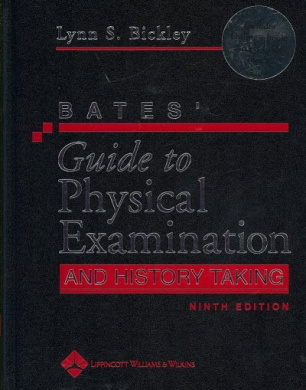 Lynn S. Bickley
BATES'
Guide to
Physical
Examination
AND HISTORY TAKING
NINTH EDITION
LIPPINCOTT WILLIAMS & WILKINS